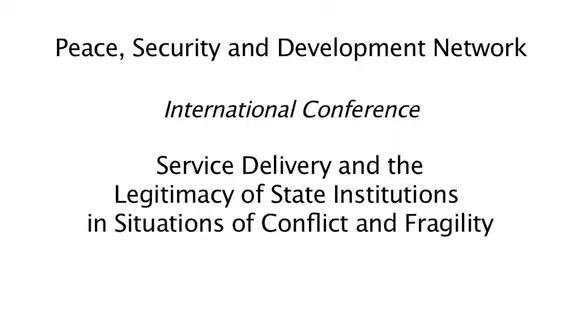 Peace, Security and Development Network
International Conference
Service Delivery and the
Legitimacy of State Institutions
in Situations of Conflict and Fragility